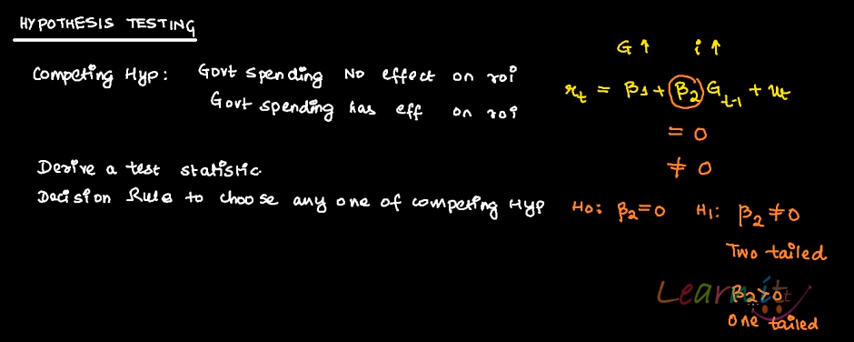 HYPOTHESIS TESTING
Competing Hyp: Govt spending No effect on roi
Govt spending has eff on roi
Derive a test statistic.
Decision Rule to choose any one of competing Hyp
G↑ i↑
rt = β1 + β2 Gt-1 + ut
= 0
≠ 0
H0: β2=0 H1: β2≠0
Two tailed
Learnit
β2>0
One tailed